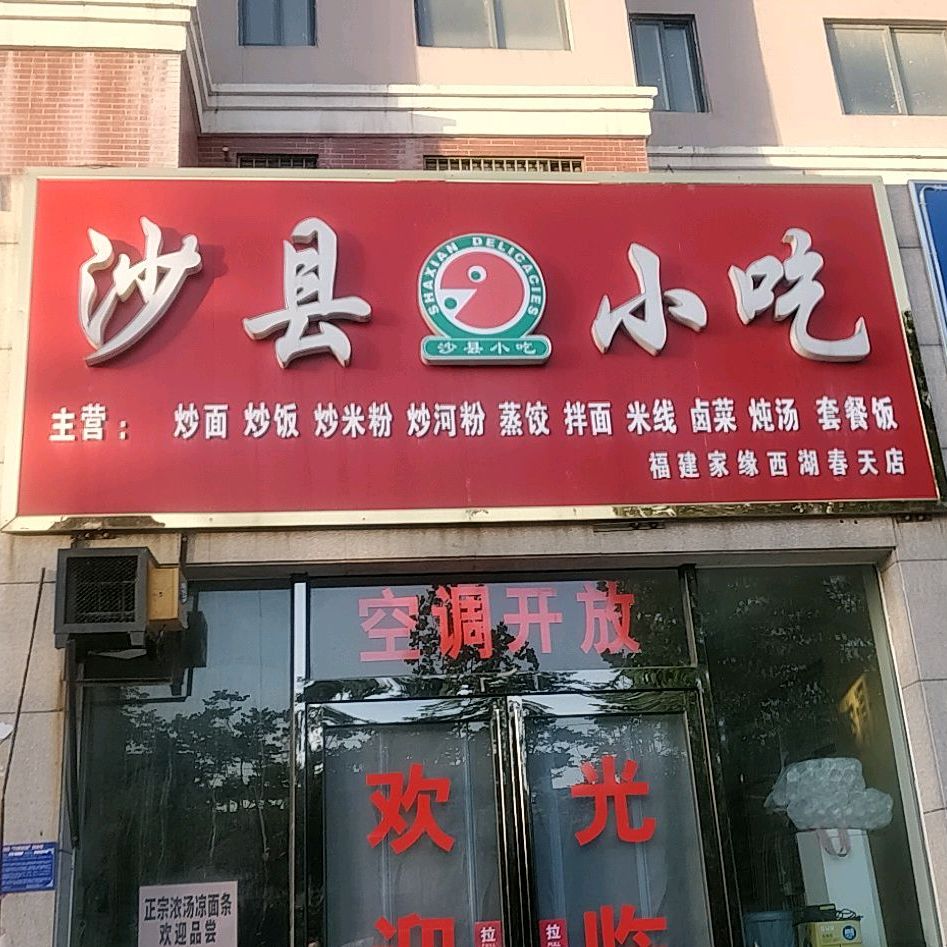 沙县小吃
SHAXIAN DELICACIES
沙县小吃
主营： 炒面 炒饭 炒米粉 炒河粉 蒸饺 拌面 米线 卤菜 炖汤 套餐饭
福建家缘西湖春天店
空调开放
欢迎
光临
正宗浓汤凉面条
欢迎品尝
拉
拉